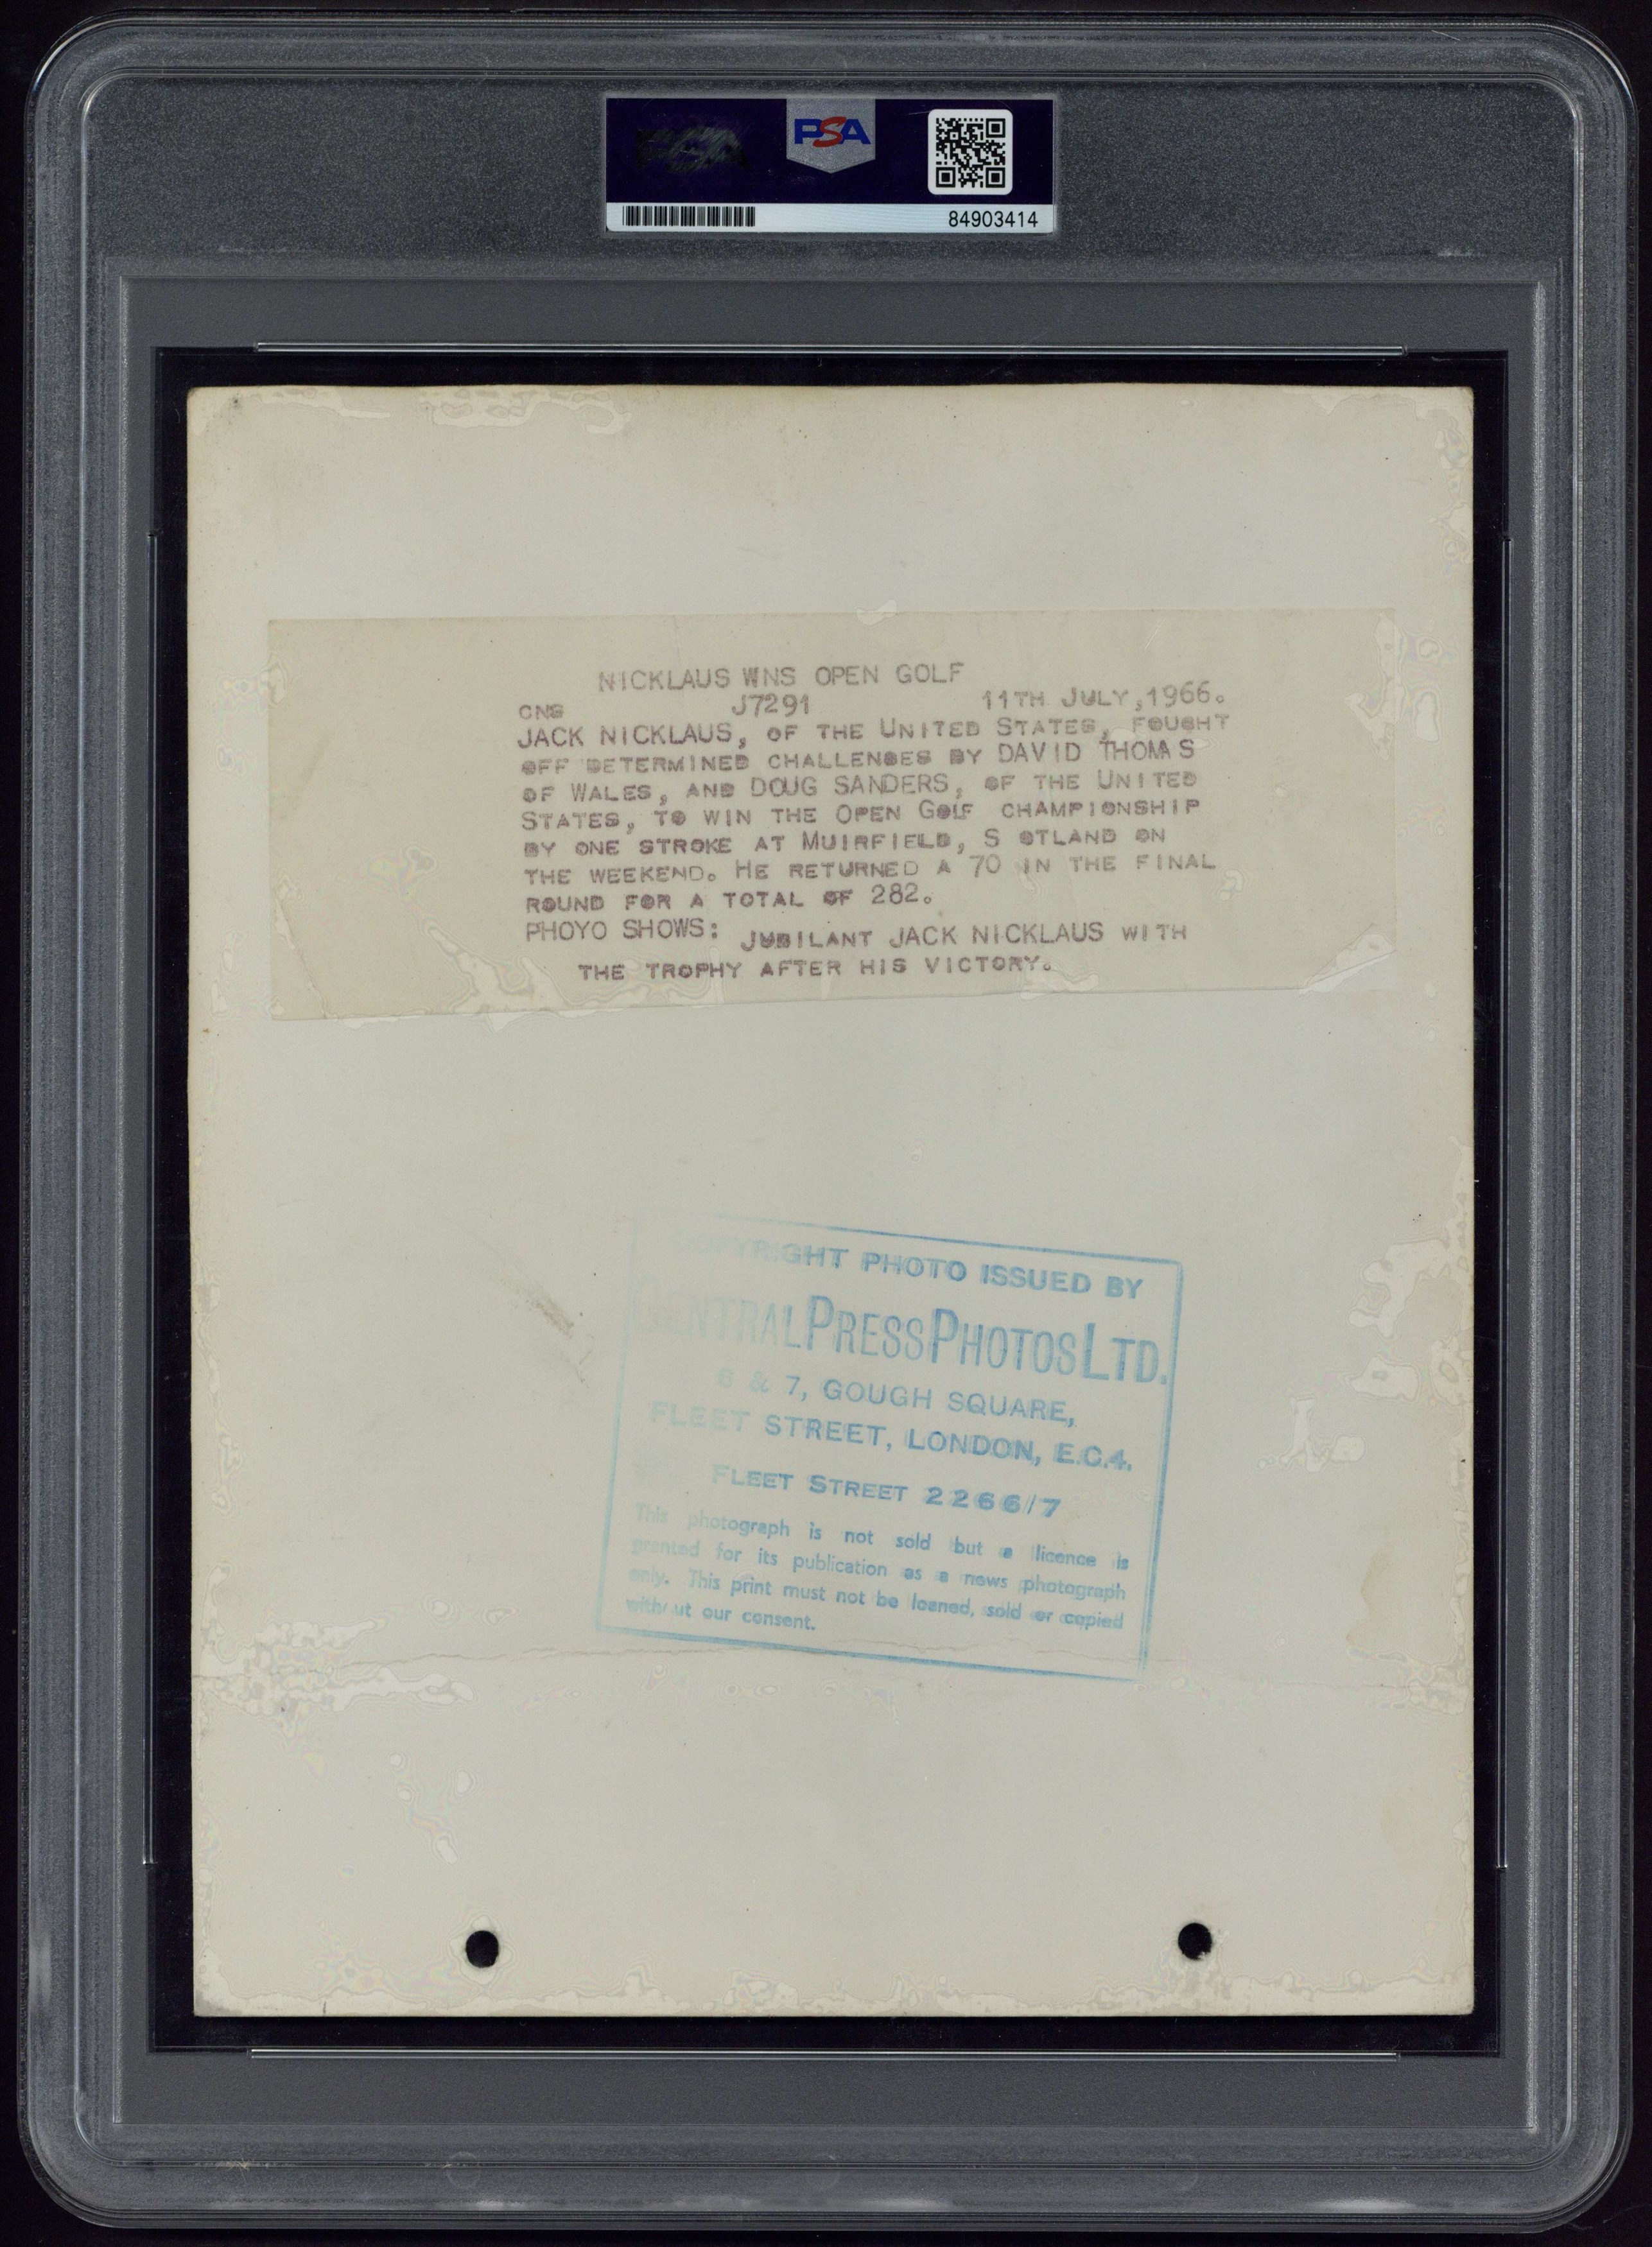 PSA
84903414
NICKLAUS WNS OPEN GOLF
CNS J7291 11TH JULY,1966.
JACK NICKLAUS, OF THE UNITED STATES, FOUGHT
OFF DETERMINED CHALLENGES BY DAVID THOMAS
OF WALES, AND DOUG SANDERS, OF THE UNITED
STATES, TO WIN THE OPEN GOLF CHAMPIONSHIP
BY ONE STROKE AT MUIRFIELD, S OTLAND ON
THE WEEKEND. HE RETURNED A 70 IN THE FINAL
ROUND FOR A TOTAL OF 282.
PHOYO SHOWS: JUBILANT JACK NICKLAUS WITH
THE TROPHY AFTER HIS VICTORY.
COPYRIGHT PHOTO ISSUED BY
CENTRAL PRESS PHOTOS LTD.
6 & 7, GOUGH SQUARE,
FLEET STREET, LONDON, E.C.4.
FLEET STREET 2266/7
This photograph is not sold but a licence is
granted for its publication as a news photograph
only. This print must not be loaned, sold or copied
without our consent.